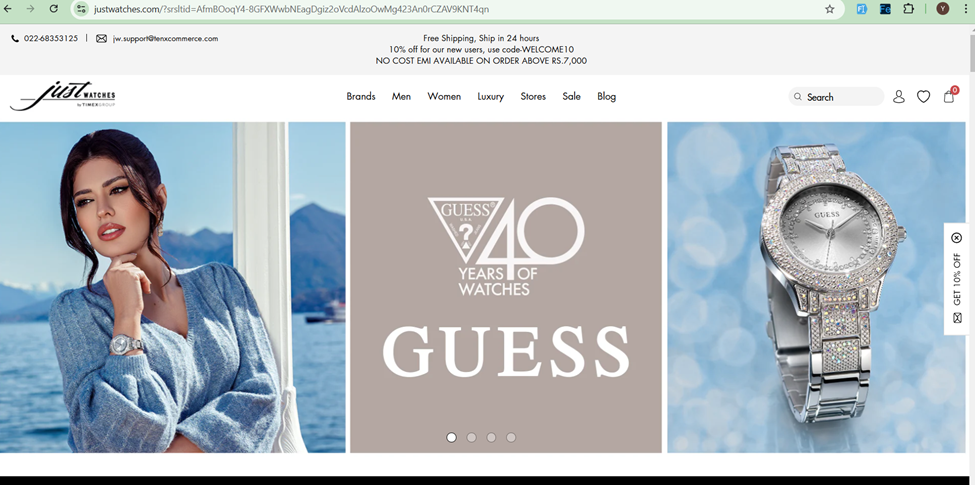 justwatches.com/?srsltid=AfmBOoqY4-8GFXWwbNEagDgiz2oVcdAlzoOwMg423An0rCZAV9KNT4qn
Y
022-68353125 | jw.support@tenxcommerce.com
Free Shipping, Ship in 24 hours
10% off for our new users, use code-WELCOME10
NO COST EMI AVAILABLE ON ORDER ABOVE RS.7,000
just WATCHES
by TIMEXGROUP
Brands Men Women Luxury Stores Sale Blog
Search
0
GUESS
U.S.A.
?
40
YEARS OF
WATCHES
GUESS
GUESS
GET 10% OFF